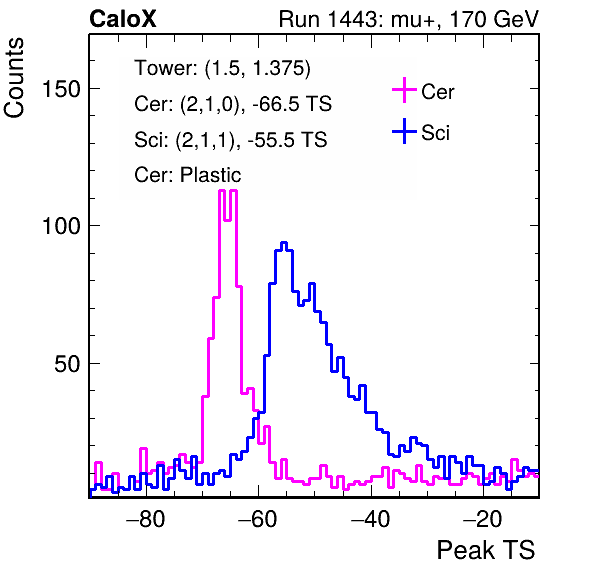 CaloX Run 1443: mu+, 170 GeV
Counts
Tower: (1.5, 1.375)
Cer: (2,1,0), -66.5 TS
Sci: (2,1,1), -55.5 TS
Cer: Plastic
Cer
Sci
150
100
50
−80 −60 −40 −20
Peak TS